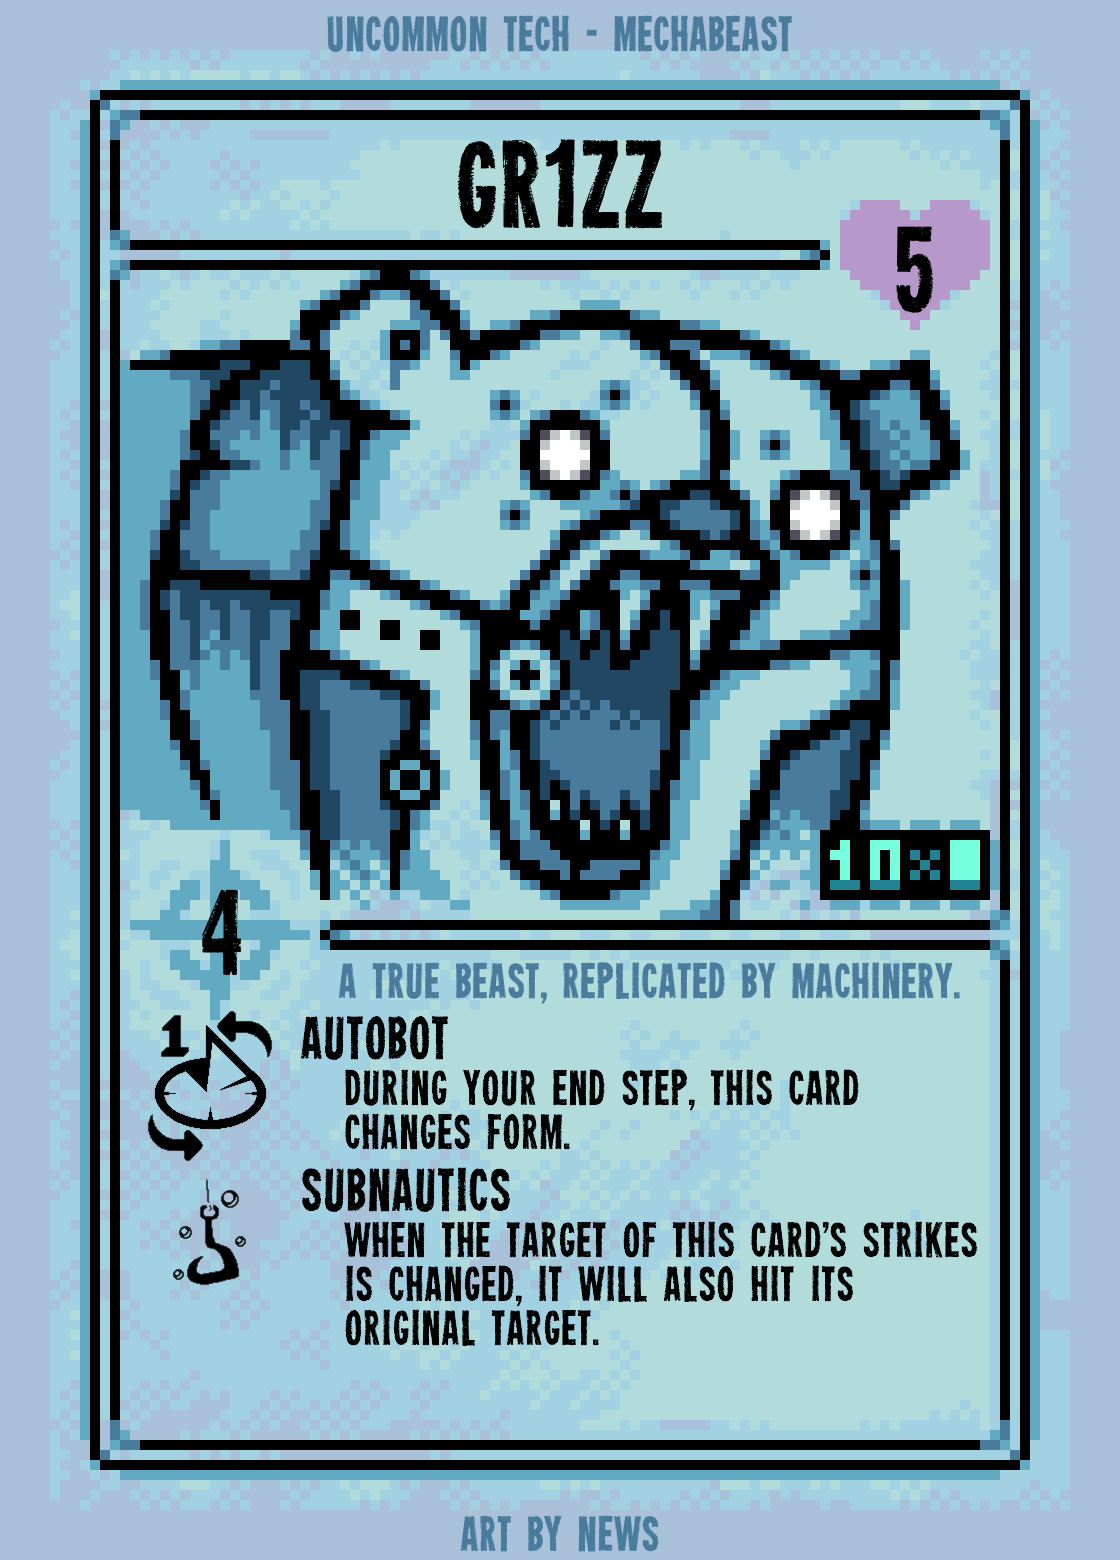 UNCOMMON TECH - MECHABEAST
GR1ZZ
5
10×
4
A TRUE BEAST, REPLICATED BY MACHINERY.
1
AUTOBOT
DURING YOUR END STEP, THIS CARD
CHANGES FORM.
SUBNAUTICS
WHEN THE TARGET OF THIS CARD'S STRIKES
IS CHANGED, IT WILL ALSO HIT ITS
ORIGINAL TARGET.
ART BY NEWS